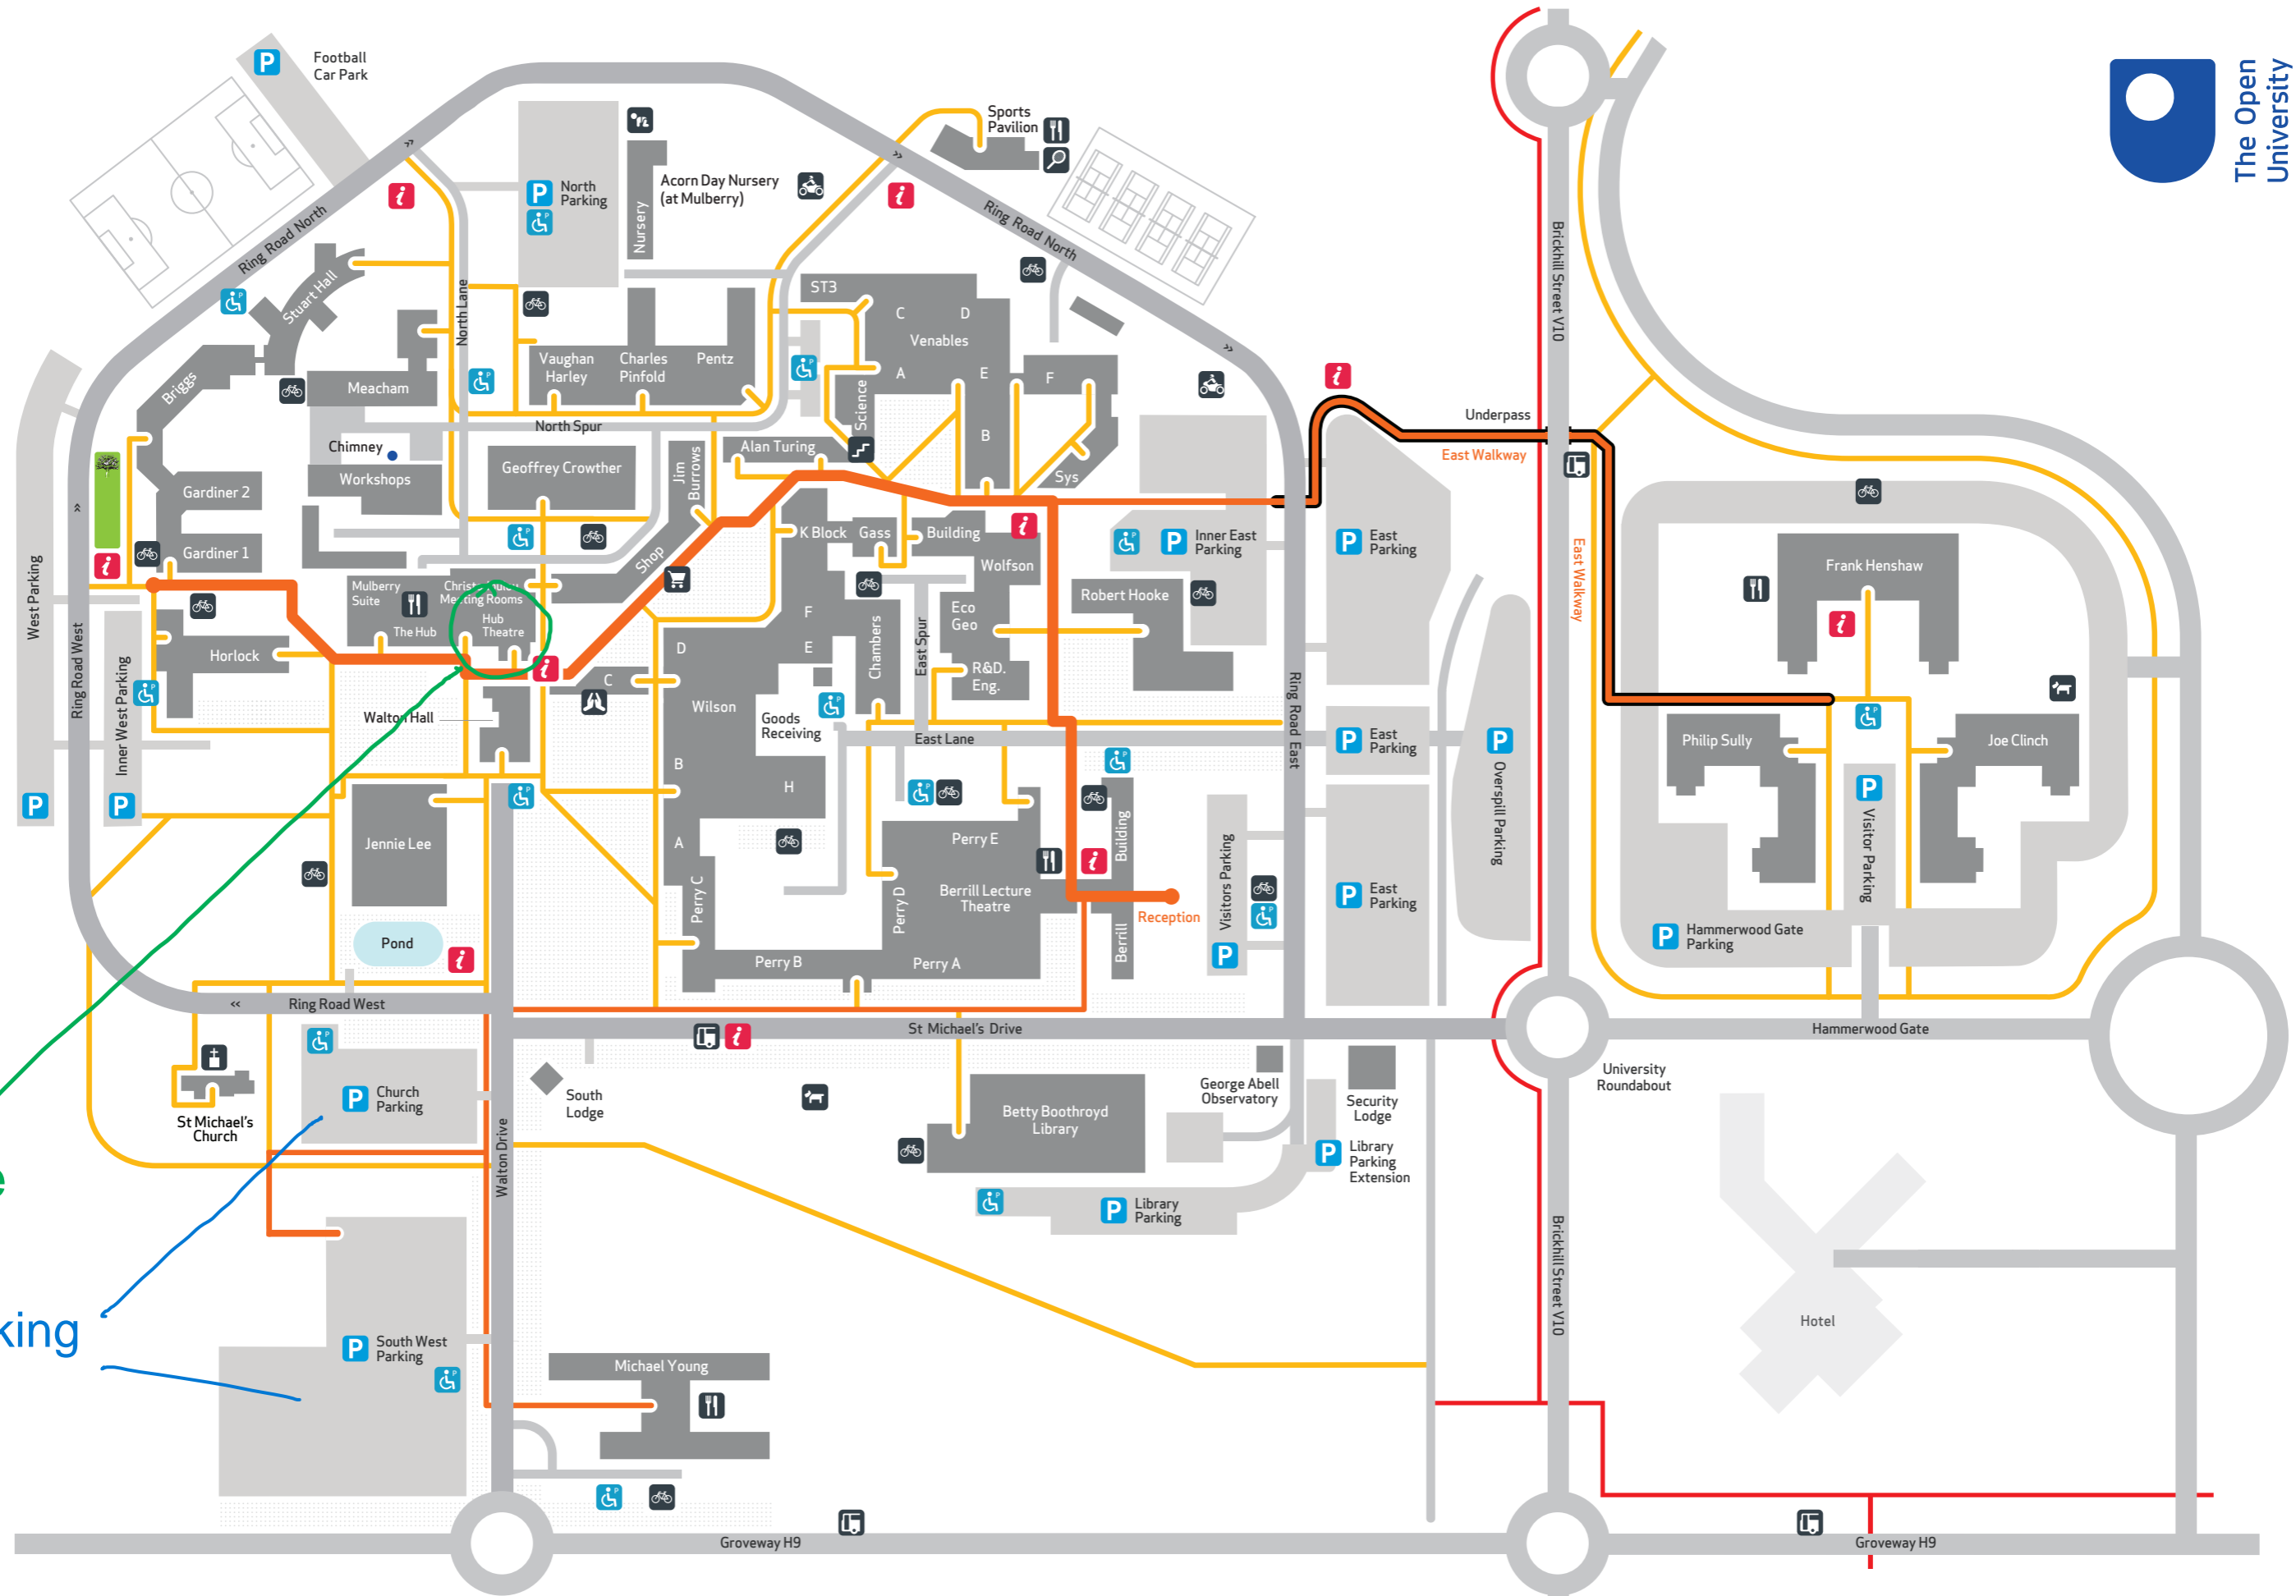 Football
Car Park
The Open
University
Sports
Pavilion
North
Parking
Acorn Day Nursery
(at Mulberry)
Nursery
Ring Road North
Ring Road North
Brickhill Street V10
Stuart Hall
North Lane
ST3
C
D
Venables
A
E
F
B
Science
Sys
Vaughan
Harley
Charles
Pinfold
Pentz
Briggs
Meacham
North Spur
Chimney
Workshops
Geoffrey Crowther
Jim
Burrows
Alan Turing
Underpass
East Walkway
East Walkway
Gardiner 2
Gardiner 1
Shop
K Block
Gass
Building
Wolfson
Inner East
Parking
East
Parking
Frank Henshaw
West Parking
Ring Road West
Inner West Parking
Mulberry
Suite
Meeting Rooms
The Hub
Hub
Theatre
Horlock
F
E
D
Chambers
East Spur
Eco
Geo
R&D.
Eng.
Robert Hooke
C
Wilson
Goods
Receiving
Walton Hall
East Lane
Ring Road East
East
Parking
Overspill Parking
Philip Sully
Joe Clinch
B
H
A
Jennie Lee
Perry C
Perry E
Perry D
Berrill Lecture
Theatre
Berrill
Building
Reception
Visitors Parking
East
Parking
Visitor Parking
Hammerwood Gate
Parking
Pond
Perry B
Perry A
Ring Road West
St Michael's Drive
Hammerwood Gate
University
Roundabout
Church
Parking
St Michael's
Church
Walton Drive
South
Lodge
Betty Boothroyd
Library
George Abell
Observatory
Security
Lodge
Library
Parking
Extension
Library
Parking
Brickhill Street V10
Hotel
South West
Parking
Michael Young
Groveway H9
Groveway H9